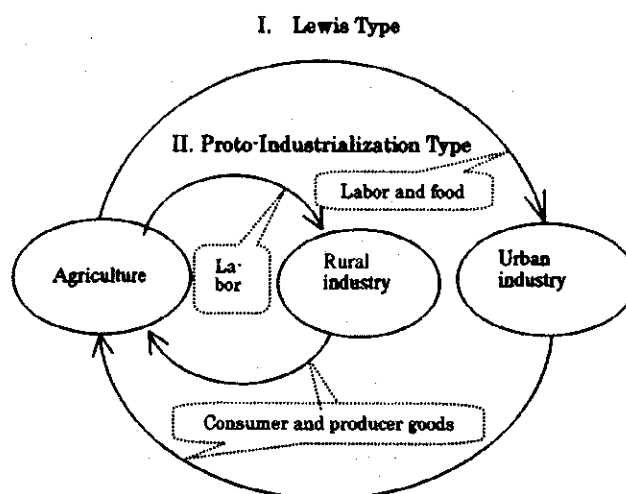 I. Lewis Type
II. Proto-Industrialization Type
Labor and food
Agriculture
La-
bor
Rural
industry
Urban
industry
Consumer and producer goods